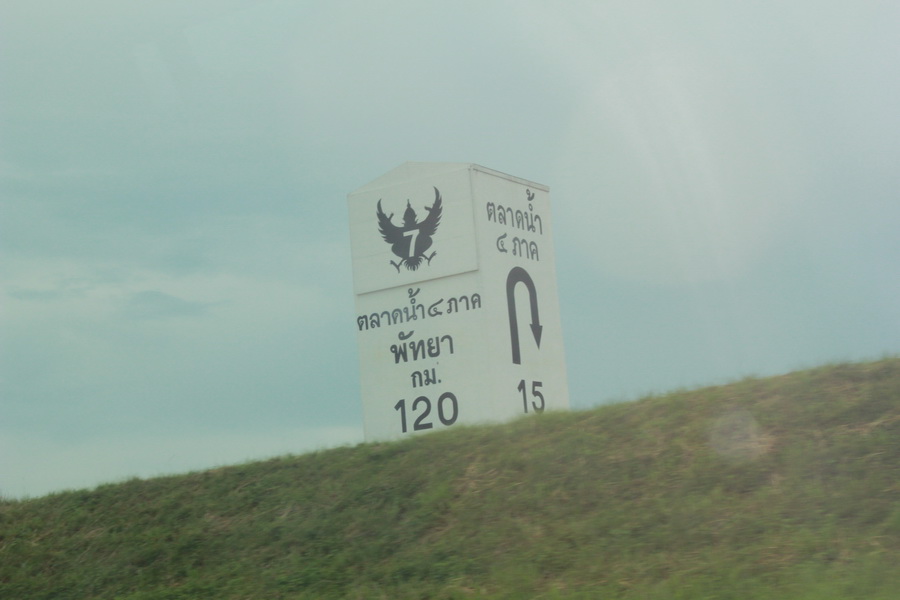 7
ตลาดน้ำ๔ภาค
พัทยา
กม.
120
ตลาดน้ำ
๔ ภาค
15